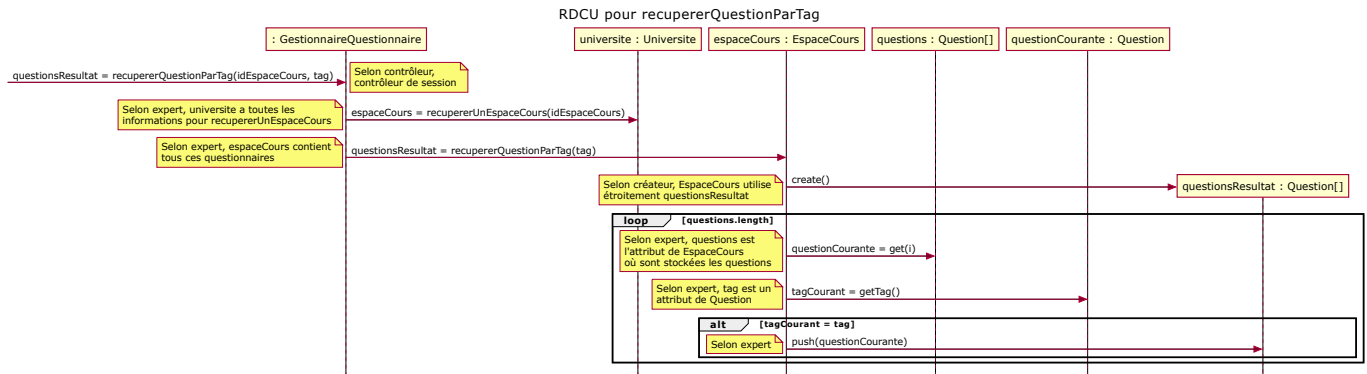 RDCU pour recupererQuestionParTag
: GestionnaireQuestionnaire
universite : Universite
espaceCours : EspaceCours
questions : Question[]
questionCourante : Question
questionsResultat = recupererQuestionParTag(idEspaceCours, tag)
Selon contrôleur,
contrôleur de session
Selon expert, universite a toutes les
informations pour recupererUnEspaceCours
espaceCours = recupererUnEspaceCours(idEspaceCours)
Selon expert, espaceCours contient
tous ces questionnaires
questionsResultat = recupererQuestionParTag(tag)
Selon créateur, EspaceCours utilise
étroitement questionsResultat
create()
questionsResultat : Question[]
loop
[questions.length]
Selon expert, questions est
l'attribut de EspaceCours
où sont stockées les questions
questionCourante = get(i)
Selon expert, tag est un
attribut de Question
tagCourant = getTag()
alt
[tagCourant = tag]
Selon expert
push(questionCourante)